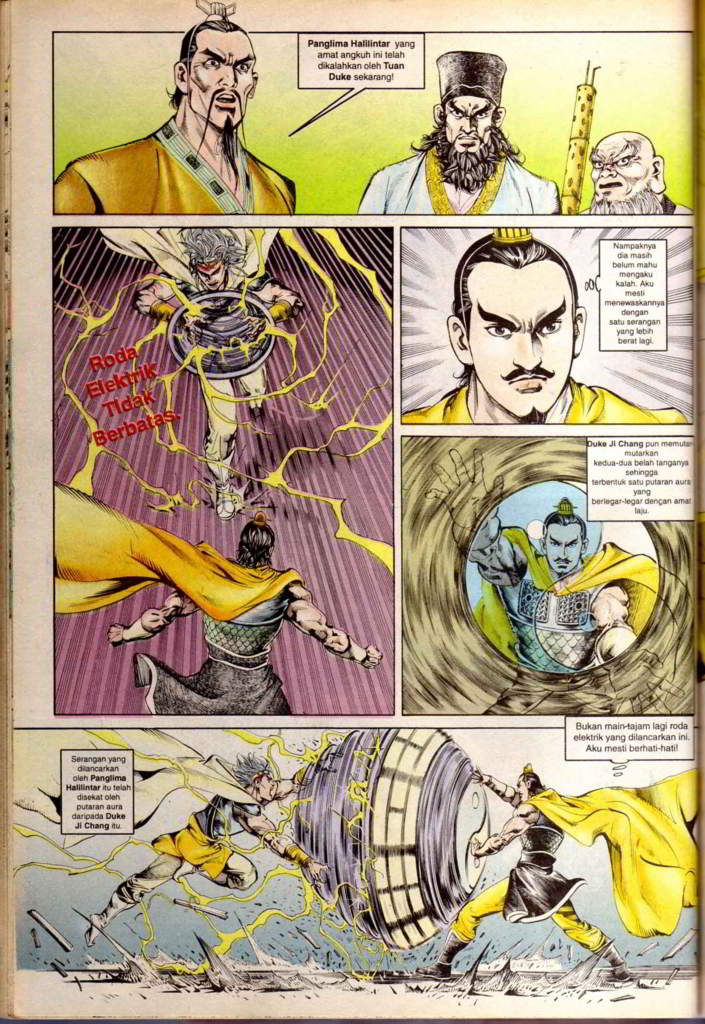 Panglima Halilintar yang
amat angkuh ini telah
dikalahkan oleh Tuan
Duke sekarang!
Roda
Elektrik
Tidak
Berbatas.
Nampaknya
dia masih
belum mahu
mengaku
kalah. Aku
mesti
menewaskannya
dengan
satu serangan
yang lebih
berat lagi.
Duke Ji Chang pun memutar-
mutarkan
kedua-dua belah tanganya
sehingga
terbentuk satu putaran aura
yang
berlegar-legar dengan amat
laju.
Serangan yang
dilancarkan
oleh Panglima
Halilintar itu telah
disekat oleh
putaran aura
daripada Duke
Ji Chang itu.
Bukan main-tajam lagi roda
elektrik yang dilancarkan ini.
Aku mesti berhati-hati!